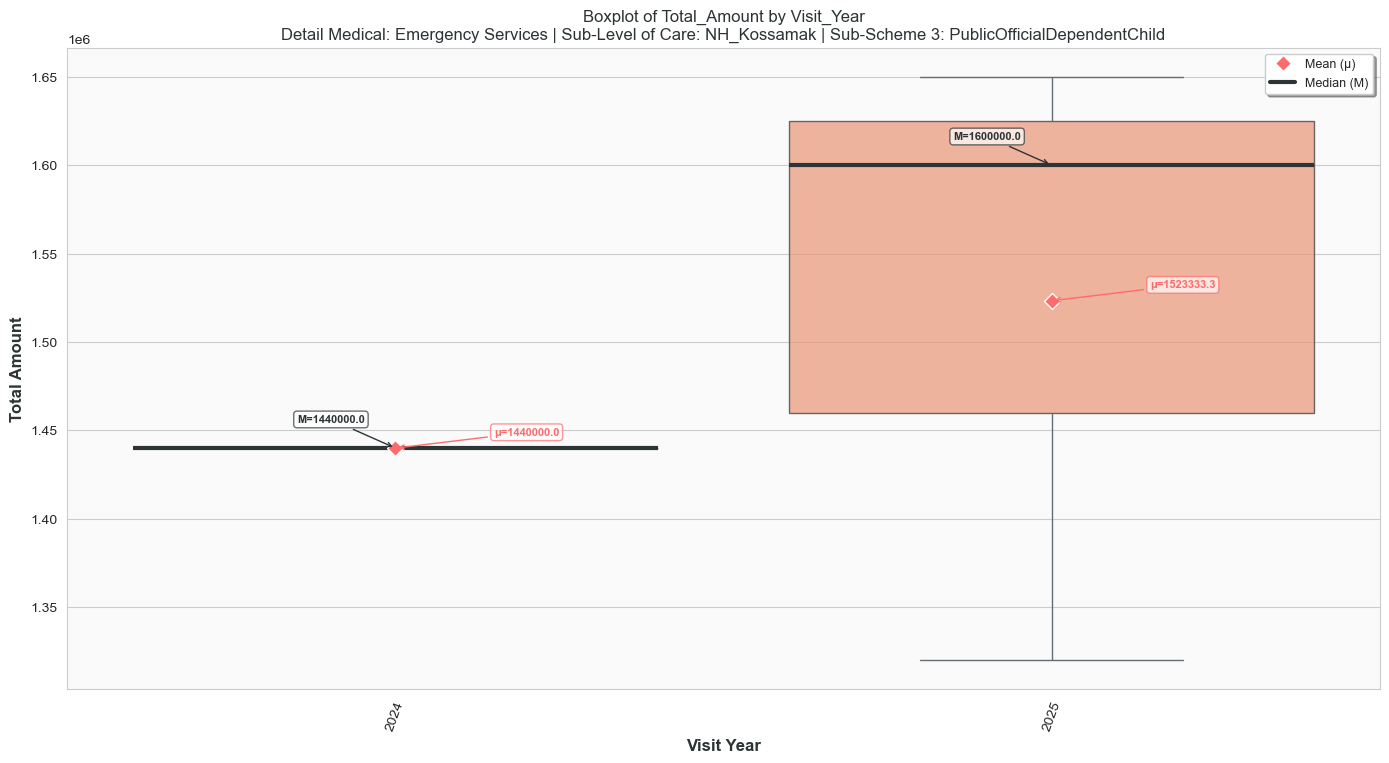 Boxplot of Total_Amount by Visit_Year
Detail Medical: Emergency Services | Sub-Level of Care: NH_Kossamak | Sub-Scheme 3: PublicOfficialDependentChild
1e6
Mean (μ)
Median (M)
1.65
1.60
1.55
1.50
1.45
1.40
1.35
Total Amount
M=1600000.0
μ=1523333.3
M=1440000.0
μ=1440000.0
2024
2025
Visit Year